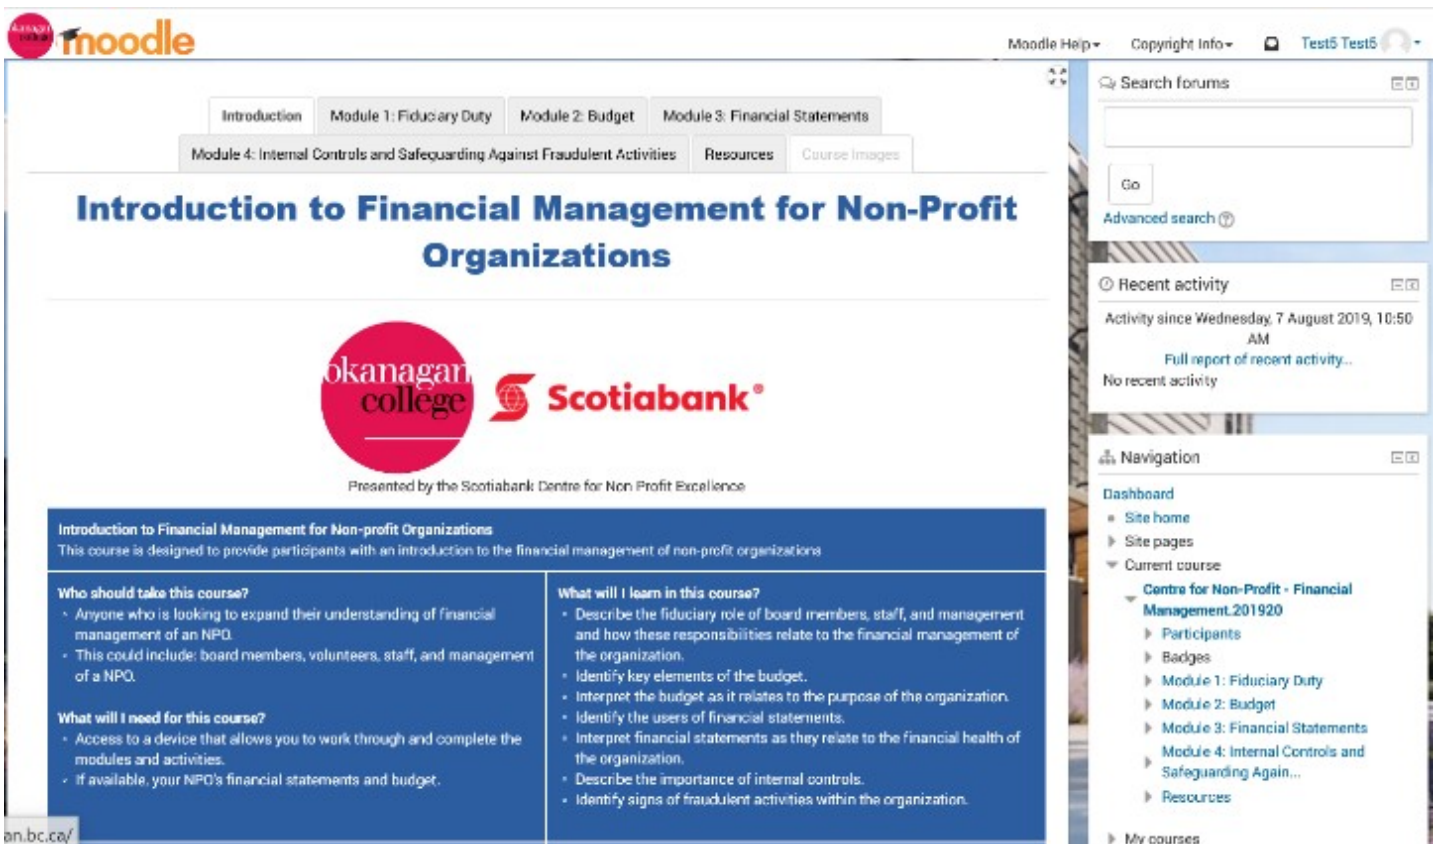 okanagan college
moodle
Moodle Help
Copyright Info
Test5 Test5
Introduction
Module 1: Fiduciary Duty
Module 2: Budget
Module 3: Financial Statements
Module 4: Internal Controls and Safeguarding Against Fraudulent Activities
Resources
Course Images
Introduction to Financial Management for Non-Profit
Organizations
okanagan
college
Scotiabank®
Presented by the Scotiabank Centre for Non Profit Excellence
Introduction to Financial Management for Non-profit Organizations
This course is designed to provide participants with an introduction to the financial management of non-profit organizations
Who should take this course?
Anyone who is looking to expand their understanding of financial
management of an NPO.
This could include: board members, volunteers, staff, and management
of a NPO.
What will I need for this course?
Access to a device that allows you to work through and complete the
modules and activities.
If available, your NPO's financial statements and budget.
What will I learn in this course?
Describe the fiduciary role of board members, staff, and management
and how these responsibilities relate to the financial management of
the organization.
Identify key elements of the budget.
Interpret the budget as it relates to the purpose of the organization.
Identify the users of financial statements.
Interpret financial statements as they relate to the financial health of
the organization.
Describe the importance of internal controls.
Identify signs of fraudulent activities within the organization.
an.bc.ca/
Search forums
Go
Advanced search
Recent activity
Activity since Wednesday, 7 August 2019, 10:50
AM
Full report of recent activity...
No recent activity
Navigation
Dashboard
Site home
Site pages
Current course
Centre for Non-Profit - Financial
Management.201920
Participants
Badges
Module 1: Fiduciary Duty
Module 2: Budget
Module 3: Financial Statements
Module 4: Internal Controls and
Safeguarding Again...
Resources
My courses